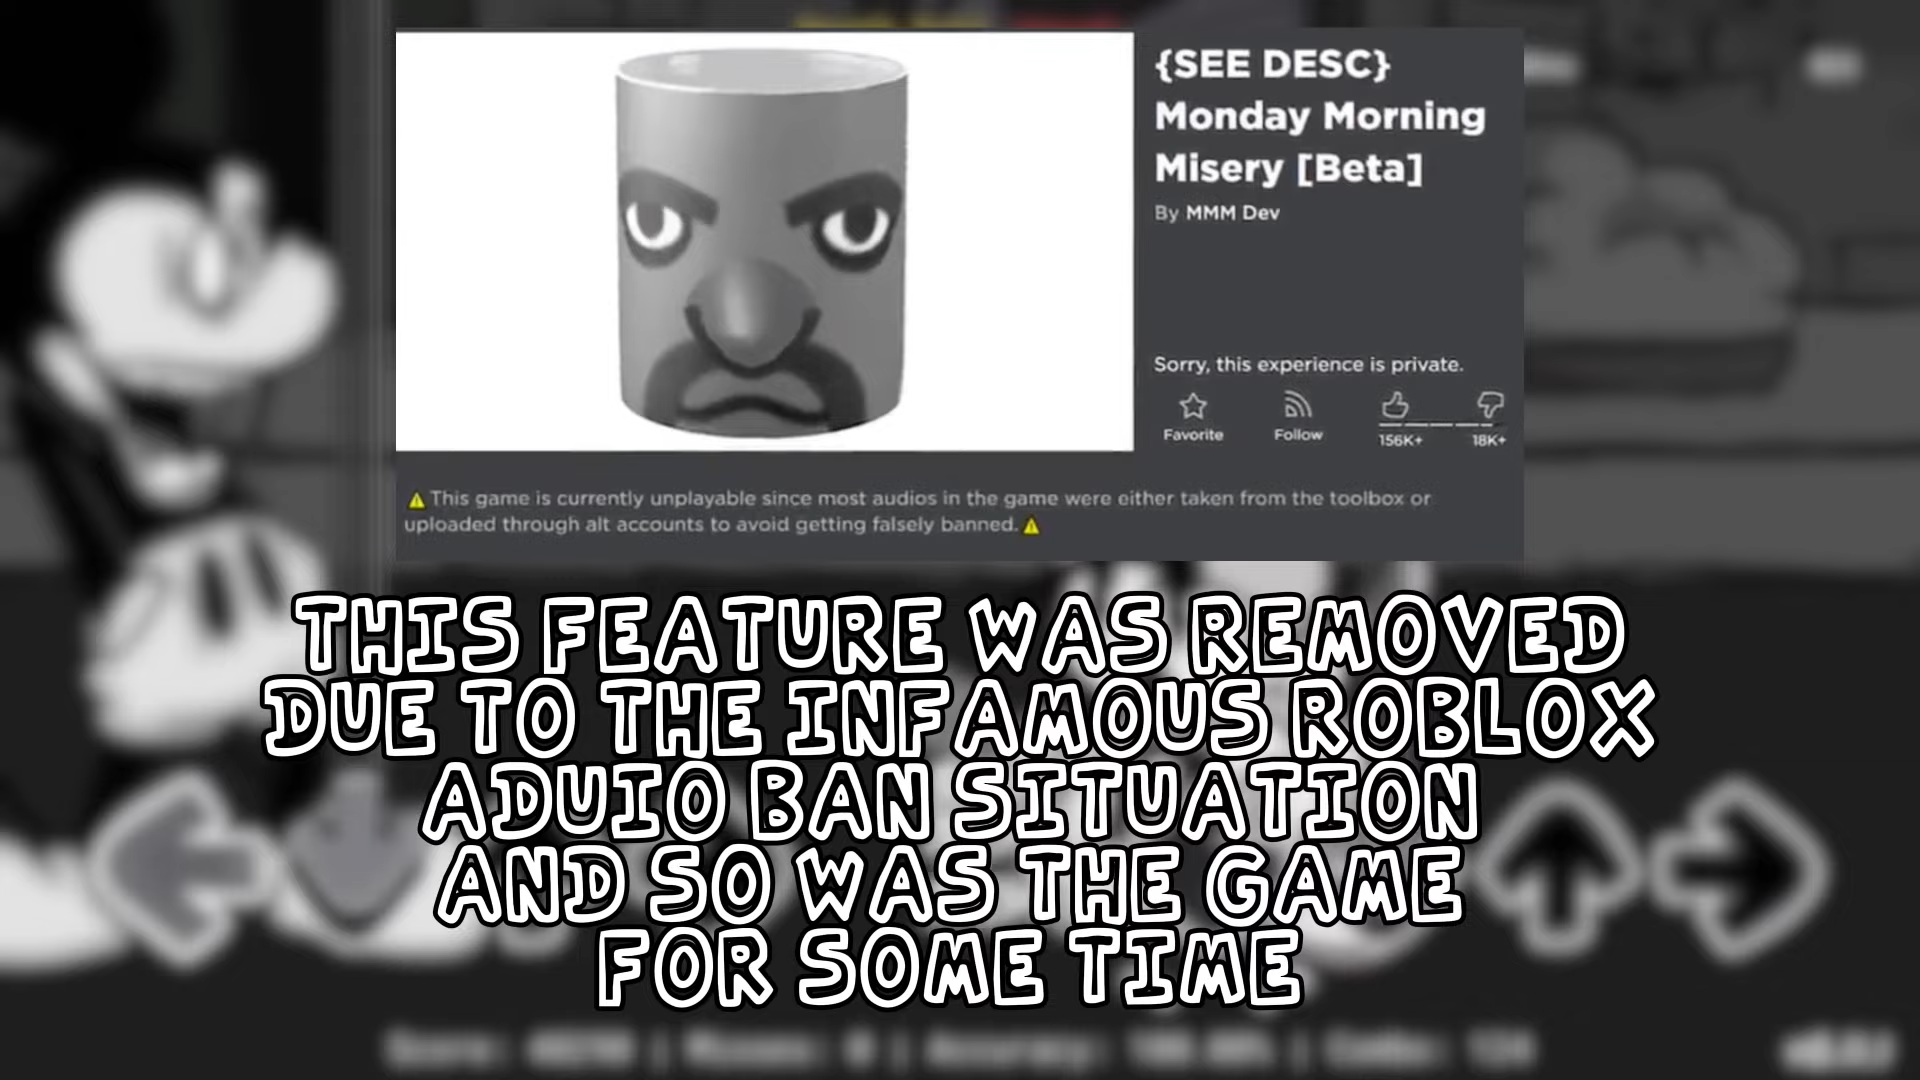 {SEE DESC}
Monday Morning
Misery [Beta]
By MMM Dev
Sorry, this experience is private.
Favorite
Follow
156K+
18K+
This game is currently unplayable since most audios in the game were either taken from the toolbox or
uploaded through alt accounts to avoid getting falsely banned.
THIS FEATURE WAS REMOVED
DUE TO THE INFAMOUS ROBLOX
ADUIO BAN SITUATION
AND SO WAS THE GAME
FOR SOME TIME